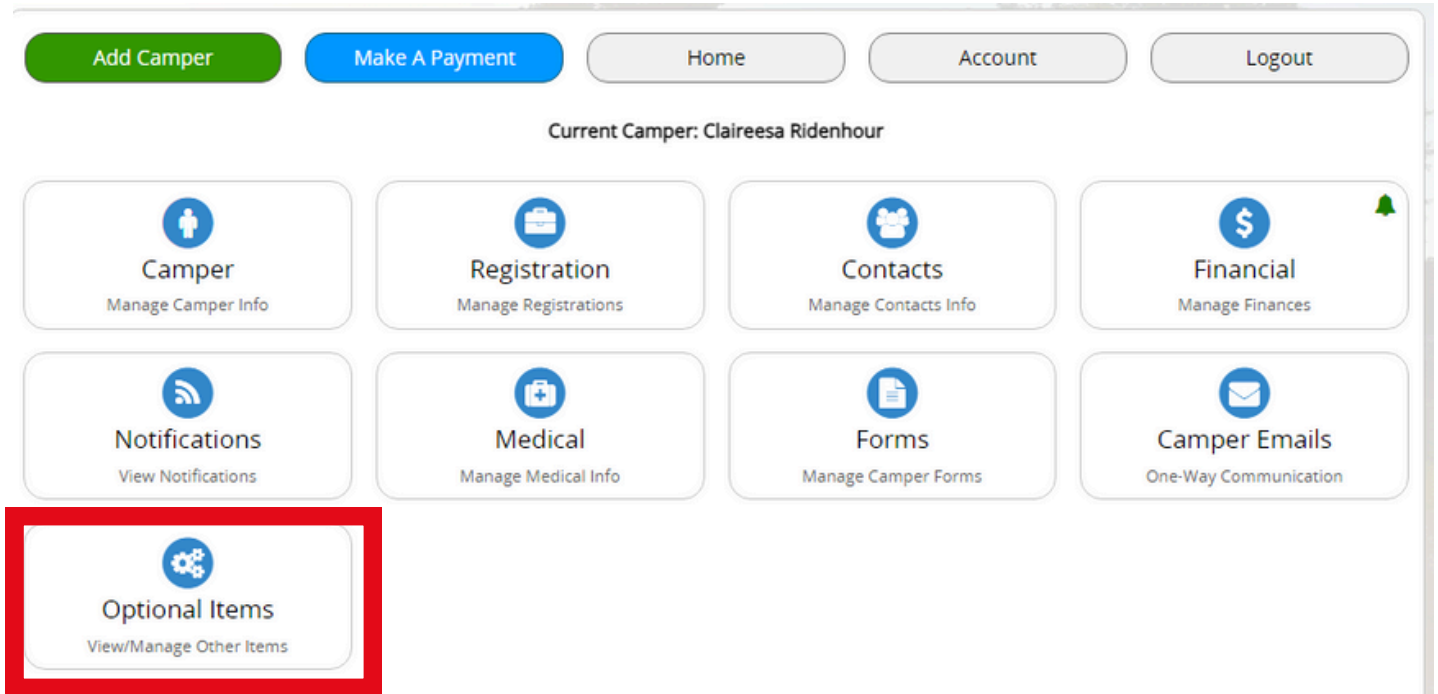 Add Camper
Make A Payment
Home
Account
Logout
Current Camper: Claireesa Ridenhour
Camper
Manage Camper Info
Registration
Manage Registrations
Contacts
Manage Contacts Info
Financial
Manage Finances
Notifications
View Notifications
Medical
Manage Medical Info
Forms
Manage Camper Forms
Camper Emails
One-Way Communication
Optional Items
View/Manage Other Items